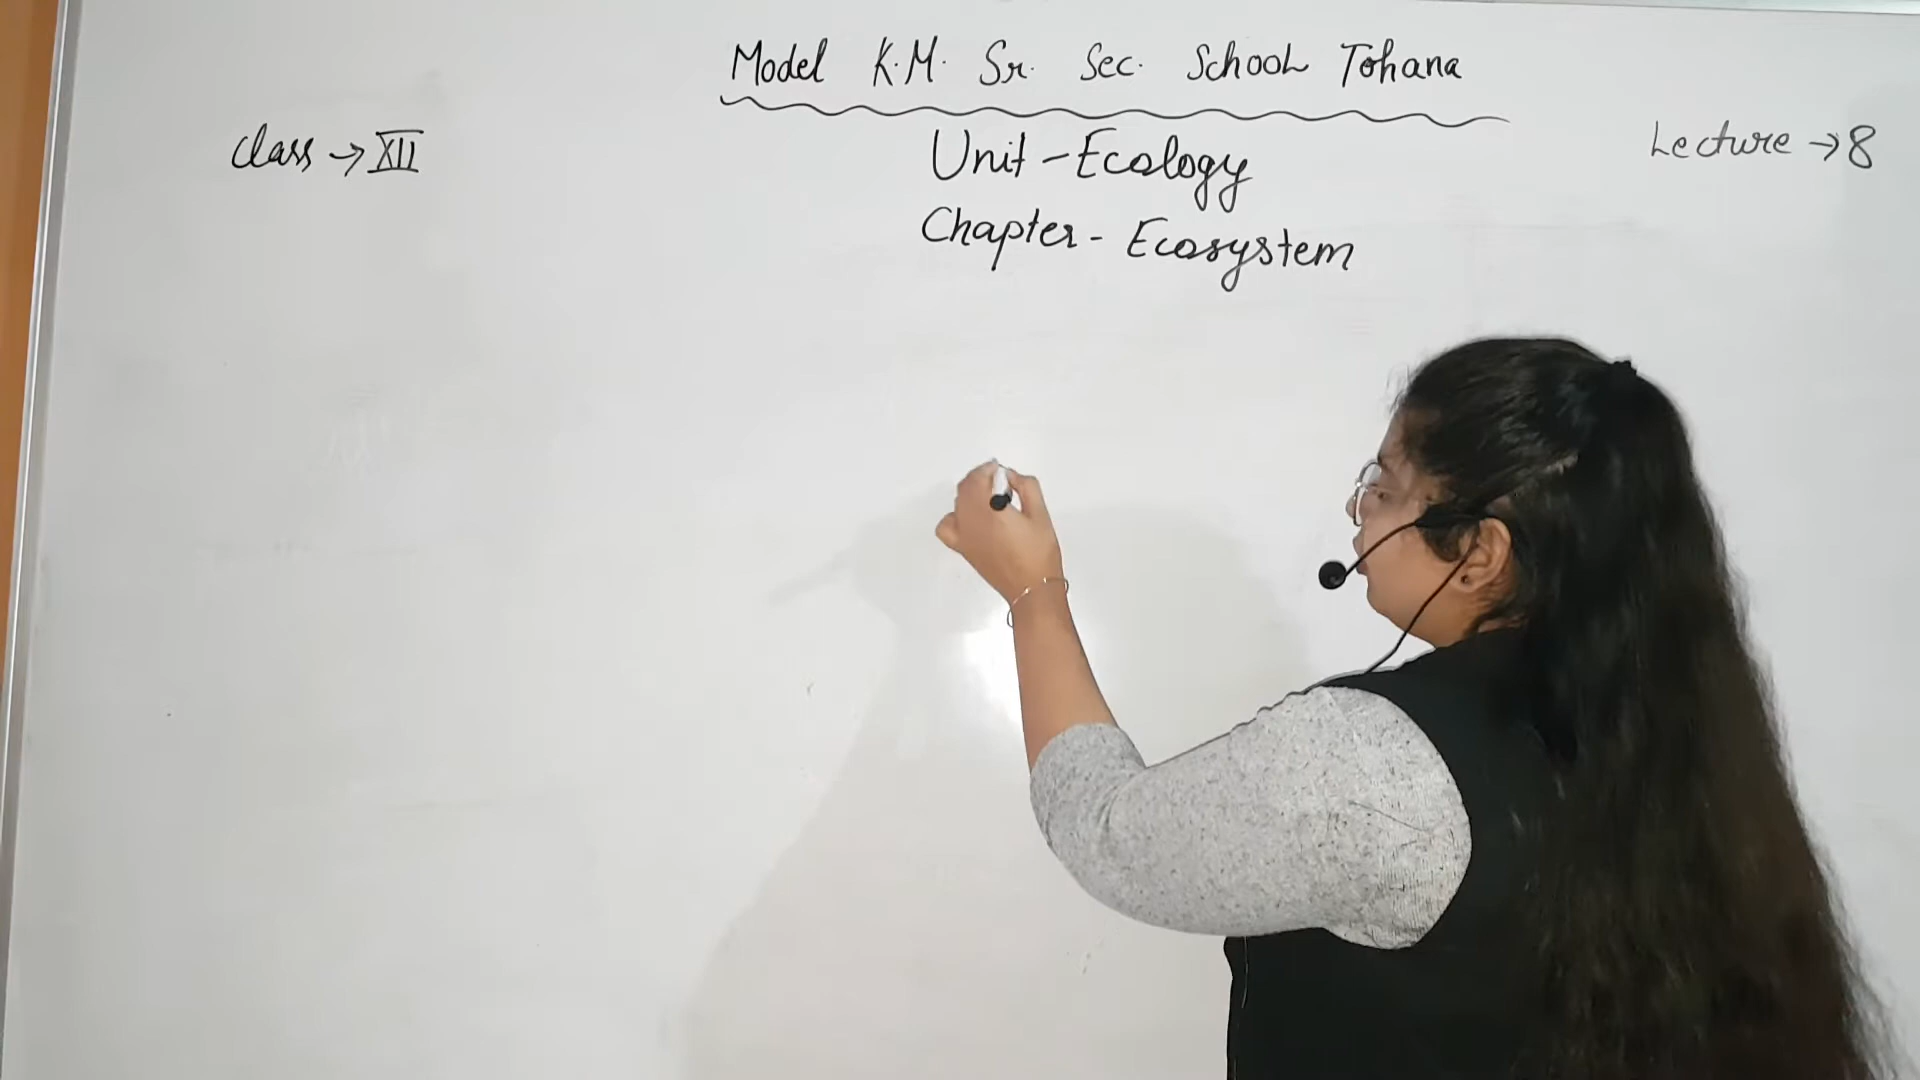 Model K.M. Sr. Sec. School Tohana
Class → XII
Unit - Ecology
Lecture → 8
Chapter - Ecosystem